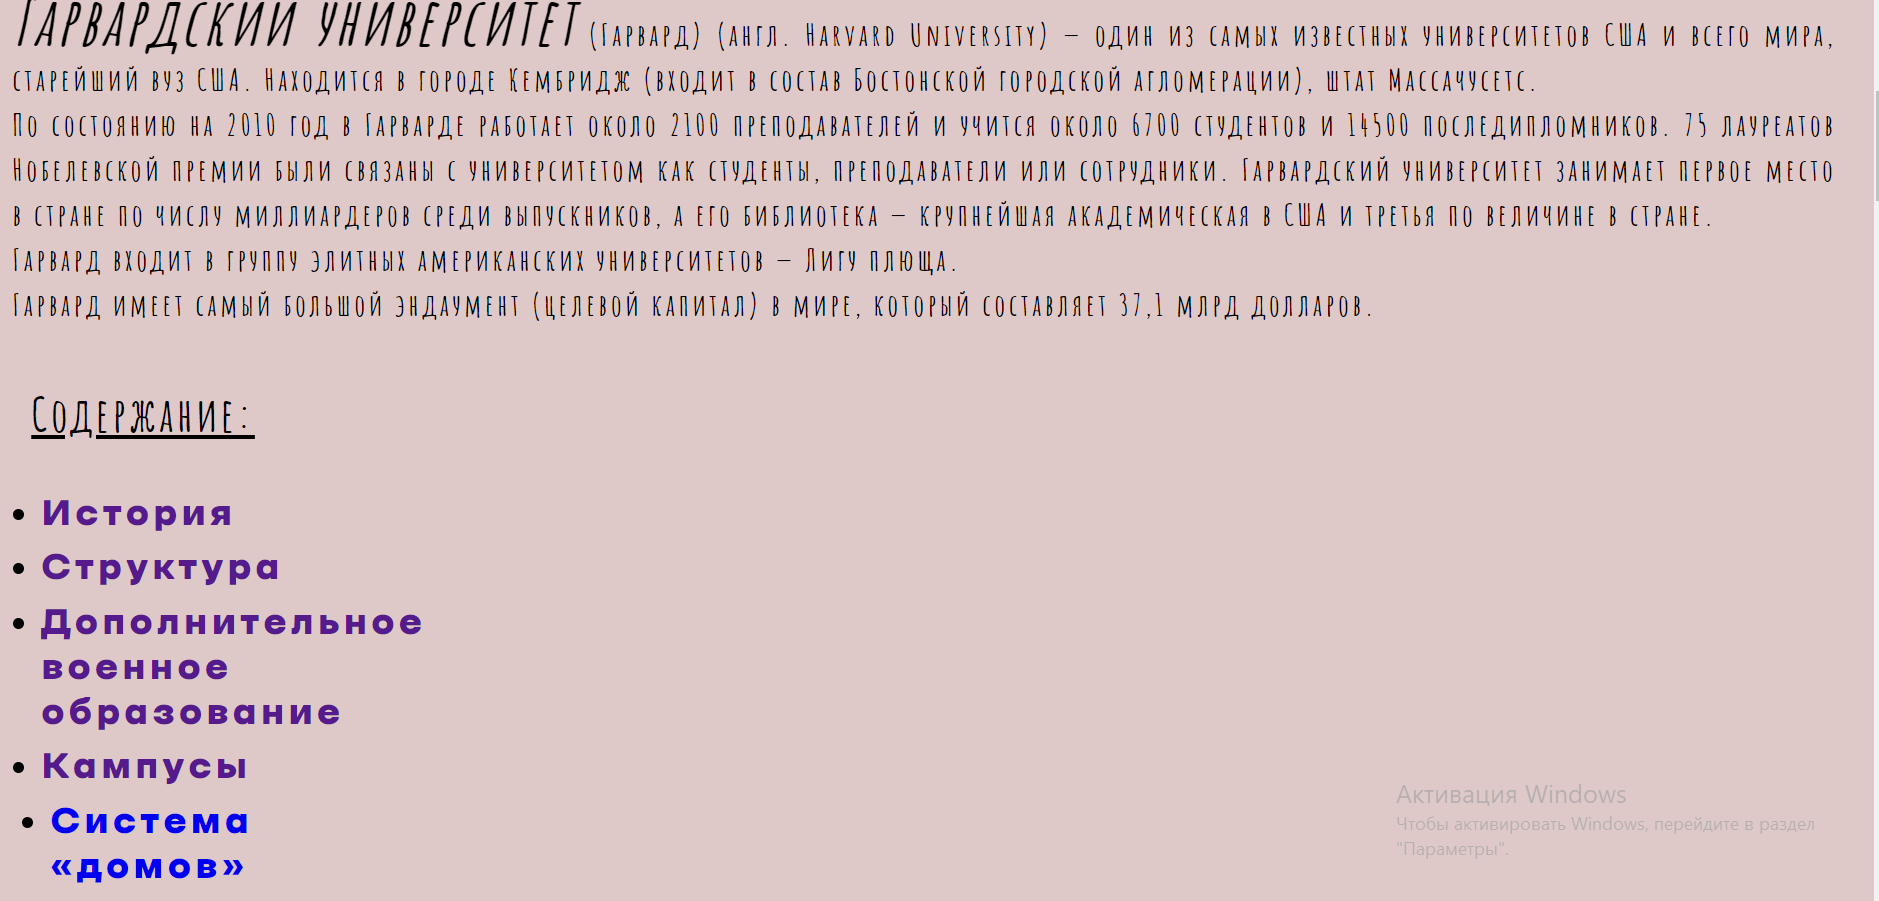 Гарвардский университет (Гарвард) (англ. Harvard University) — один из самых известных университетов США и всего мира,
старейший вуз США. Находится в городе Кембридж (входит в состав Бостонской городской агломерации), штат Массачусетс.
По состоянию на 2010 год в Гарварде работает около 2100 преподавателей и учится около 6700 студентов и 14500 последипломников. 75 лауреатов
Нобелевской премии были связаны с университетом как студенты, преподаватели или сотрудники. Гарвардский университет занимает первое место
в стране по числу миллиардеров среди выпускников, а его библиотека — крупнейшая академическая в США и третья по величине в стране.
Гарвард входит в группу элитных американских университетов — Лигу плюща.
Гарвард имеет самый большой эндаумент (целевой капитал) в мире, который составляет 37,1 млрд долларов.
Содержание:
История
Структура
Дополнительное
военное
образование
Кампусы
Система
«домов»
Активация Windows
Чтобы активировать Windows, перейдите в раздел
"Параметры".